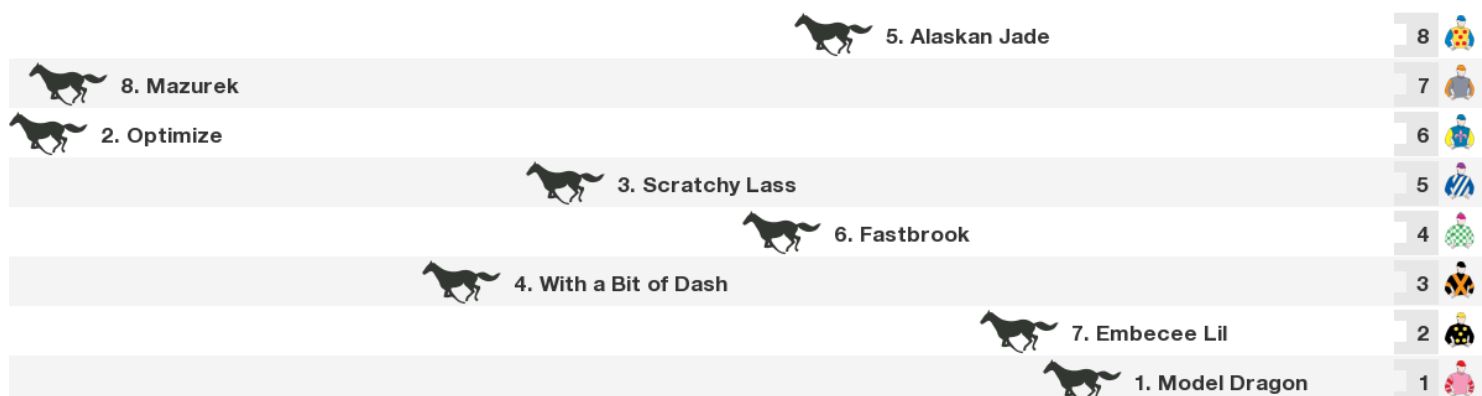 5. Alaskan Jade 8
8. Mazurek 7
2. Optimize 6
3. Scratchy Lass 5
6. Fastbrook 4
4. With a Bit of Dash 3
7. Embecee Lil 2
1. Model Dragon 1